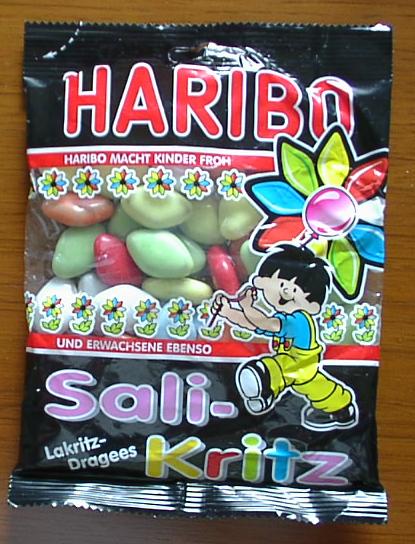 HARIBO
HARIBO MACHT KINDER FROH
UND ERWACHSENE EBENSO
Sali-
Kritz
Lakritz-
Dragees